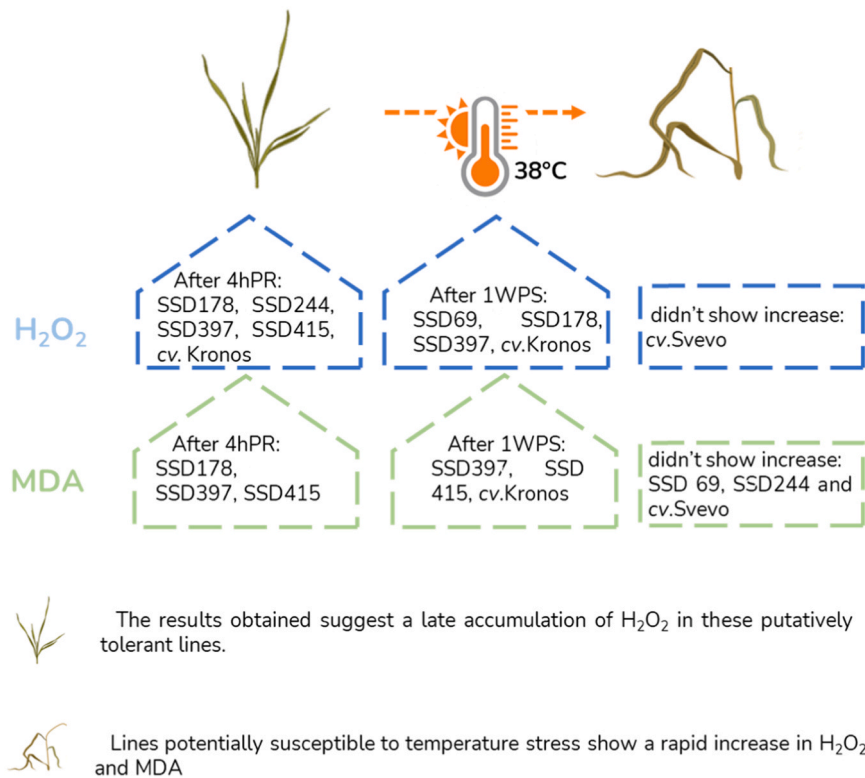 38°C
H₂O₂
After 4hPR:
SSD178, SSD244,
SSD397, SSD415,
cv. Kronos
After 1WPS:
SSD69, SSD178,
SSD397, cv.Kronos
didn't show increase:
cv.Svevo
MDA
After 4hPR:
SSD178,
SSD397, SSD415
After 1WPS:
SSD397, SSD
415, cv.Kronos
didn't show increase:
SSD 69, SSD244 and
cv.Svevo
The results obtained suggest a late accumulation of H₂O₂ in these putatively
tolerant lines.
Lines potentially susceptible to temperature stress show a rapid increase in H₂O₂
and MDA